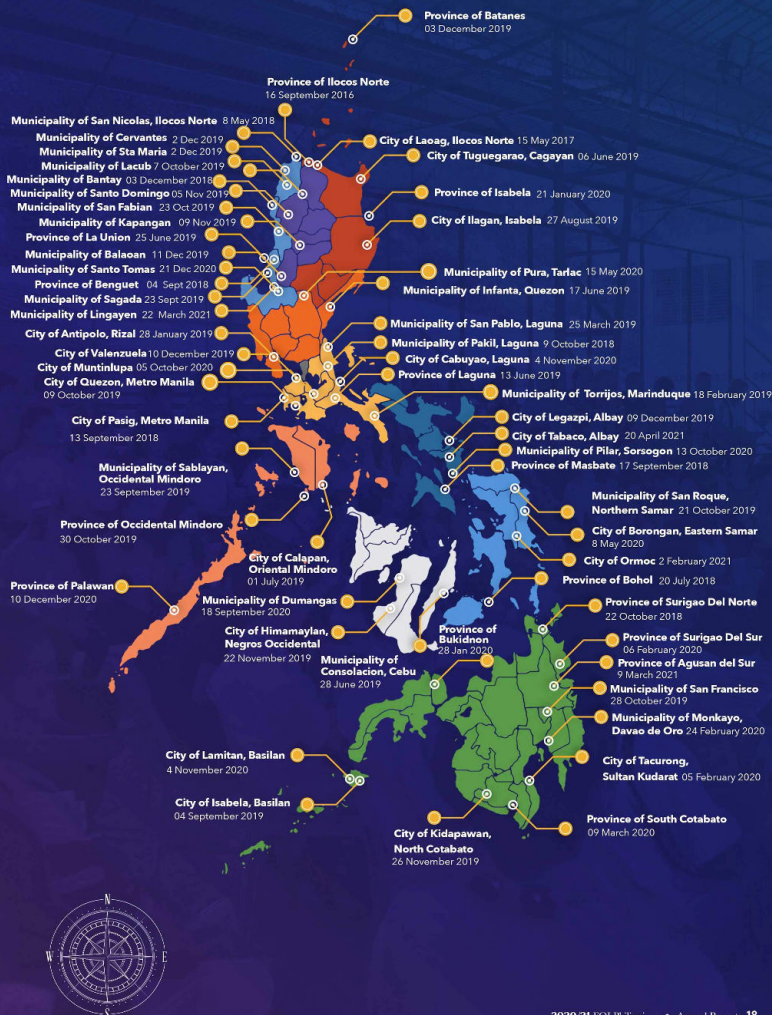 Province of Batanes
03 December 2019
Province of Ilocos Norte
16 September 2016
Municipality of San Nicolas, Ilocos Norte 8 May 2018
Municipality of Cervantes 2 Dec 2019
Municipality of Sta Maria 2 Dec 2019
Municipality of Lacub 7 October 2019
Municipality of Bantay 03 December 2018
Municipality of Santo Domingo 05 Nov 2019
Municipality of San Fabian 23 Oct 2019
Municipality of Kapangan 09 Nov 2019
Province of La Union 25 June 2019
Municipality of Balaoan 11 Dec 2019
Municipality of Santo Tomas 21 Dec 2020
Province of Benguet 04 Sept 2018
Municipality of Sagada 23 Sept 2019
Municipality of Lingayen 22 March 2021
City of Antipolo, Rizal 28 January 2019
City of Valenzuela 10 December 2019
City of Muntinlupa 05 October 2020
City of Quezon, Metro Manila
09 October 2019
City of Pasig, Metro Manila
13 September 2018
Municipality of Sablayan,
Occidental Mindoro
23 September 2019
Province of Occidental Mindoro
30 October 2019
City of Calapan,
Oriental Mindoro
01 July 2019
Province of Palawan
10 December 2020
Municipality of Dumangas
18 September 2020
City of Himamaylan,
Negros Occidental
22 November 2019
Municipality of
Consolacion, Cebu
28 June 2019
Province of
Bukidnon
28 Jan 2020
City of Laoag, Ilocos Norte 15 May 2017
City of Tuguegarao, Cagayan 06 June 2019
Province of Isabela 21 January 2020
City of Ilagan, Isabela 27 August 2019
Municipality of Pura, Tarlac 15 May 2020
Municipality of Infanta, Quezon 17 June 2019
Municipality of San Pablo, Laguna 25 March 2019
Municipality of Pakil, Laguna 9 October 2018
City of Cabuyao, Laguna 4 November 2020
Province of Laguna 13 June 2019
Municipality of Torrijos, Marinduque 18 February 2019
City of Legazpi, Albay 09 December 2019
City of Tabaco, Albay 20 April 2021
Municipality of Pilar, Sorsogon 13 October 2020
Province of Masbate 17 September 2018
Municipality of San Roque,
Northern Samar 21 October 2019
City of Borongan, Eastern Samar
8 May 2020
City of Ormoc 2 February 2021
Province of Bohol 20 July 2018
Province of Surigao Del Norte
22 October 2018
Province of Surigao Del Sur
06 February 2020
Province of Agusan del Sur
9 March 2021
Municipality of San Francisco
28 October 2019
Municipality of Monkayo,
Davao de Oro 24 February 2020
City of Tacurong,
Sultan Kudarat 05 February 2020
Province of South Cotabato
09 March 2020
City of Lamitan, Basilan
4 November 2020
City of Isabela, Basilan
04 September 2019
City of Kidapawan,
North Cotabato
26 November 2019
N
W E